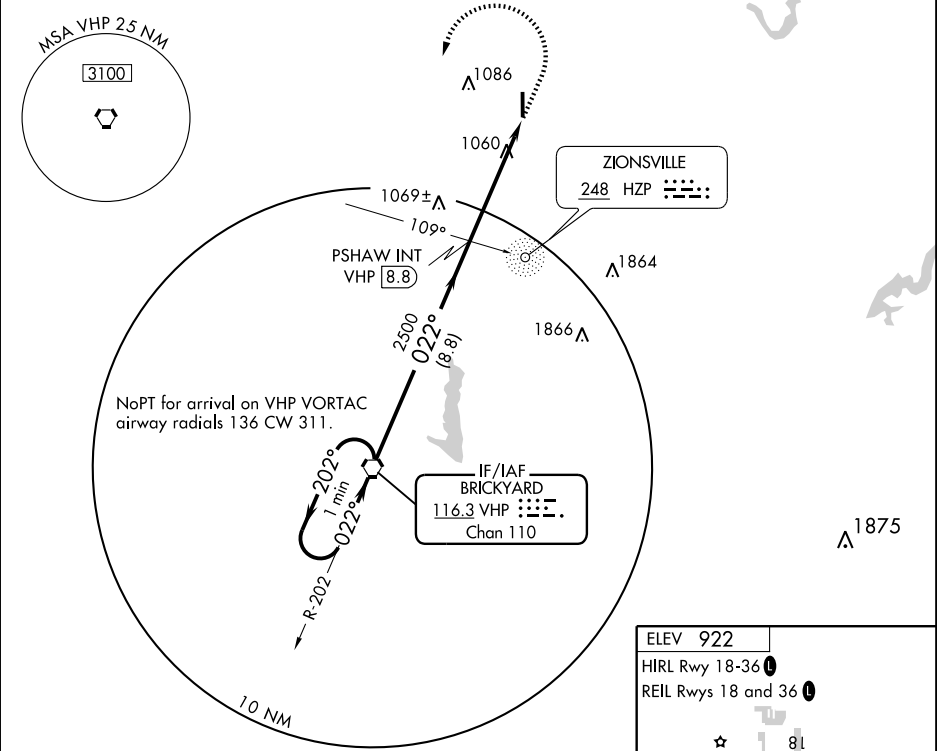 MSA VHP 25 NM
3100
1086
1060
ZIONSVILLE
248 HZP
1069±
109°
PSHAW INT
VHP 8.8
1864
1866
2500
022°
(8.8)
NoPT for arrival on VHP VORTAC
airway radials 136 CW 311.
202°
1 min
022°
IF/IAF
BRICKYARD
116.3 VHP
Chan 110
1875
R-202
10 NM
ELEV 922
HIRL Rwy 18-36 L
REIL Rwys 18 and 36 L